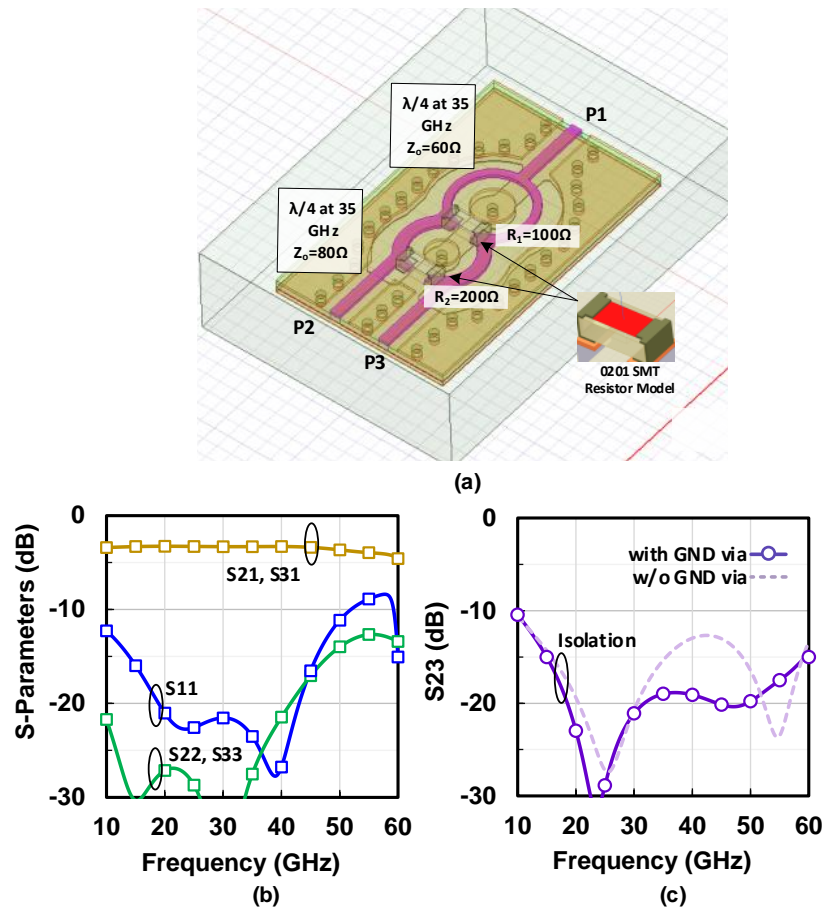 λ/4 at 35
GHz
Zo=60Ω
P1
λ/4 at 35
GHz
Zo=80Ω
R1=100Ω
R2=200Ω
P2
P3
0201 SMT
Resistor Model
(a)
S-Parameters (dB)
0
-10
-20
-30
S21, S31
S11
S22, S33
10 20 30 40 50 60
Frequency (GHz)
(b)
S23 (dB)
0
-10
-20
-30
with GND via
w/o GND via
Isolation
10 20 30 40 50 60
Frequency (GHz)
(c)